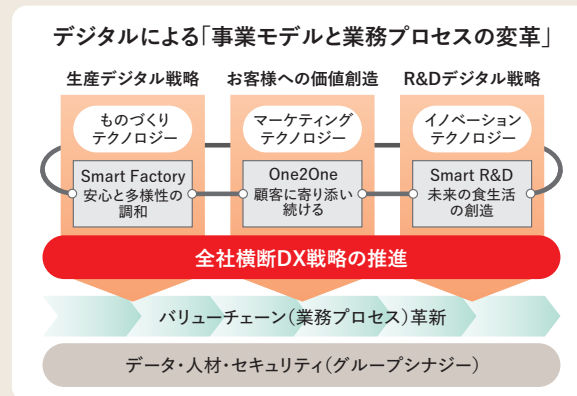 デジタルによる「事業モデルと業務プロセスの変革」
生産デジタル戦略
お客様への価値創造
R&Dデジタル戦略
ものづくり
テクノロジー
マーケティング
テクノロジー
イノベーション
テクノロジー
Smart Factory
安心と多様性の
調和
One2One
顧客に寄り添い
続ける
Smart R&D
未来の食生活
の創造
全社横断DX戦略の推進
バリューチェーン(業務プロセス)革新
データ・人材・セキュリティ(グループシナジー)